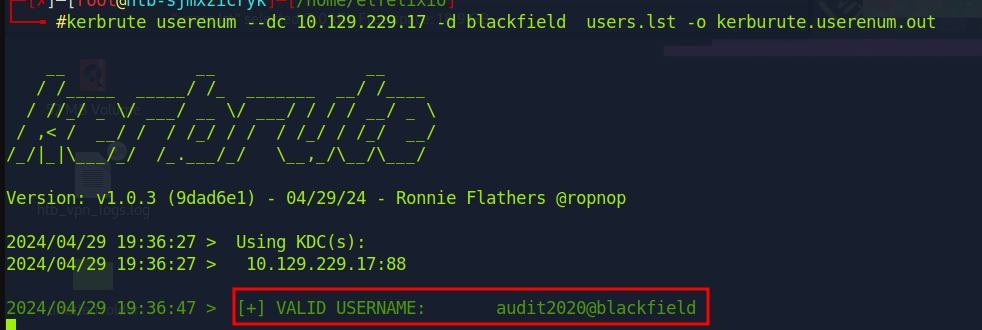 [X]─[root@htb-sjmxz1cryk]─[/home/elfelixio]
#kerbrute userenum --dc 10.129.229.17 -d blackfield  users.lst -o kerburute.userenum.out
    __             __               __
   / /_____  _____/ /_  _______  __/ /____
  / //_/ _ \/ ___/ __ \/ ___/ / / / __/ _ \
 / ,< /  __/ /  / /_/ / /  / /_/ / /_/  __/
/_/|_|\___/_/  /_.___/_/   \__,_/\__/\___/
Version: v1.0.3 (9dad6e1) - 04/29/24 - Ronnie Flathers @ropnop
htb_vpn_logs.log
2024/04/29 19:36:27 >  Using KDC(s):
2024/04/29 19:36:27 >   10.129.229.17:88
2024/04/29 19:36:47 >  [+] VALID USERNAME:       audit2020@blackfield